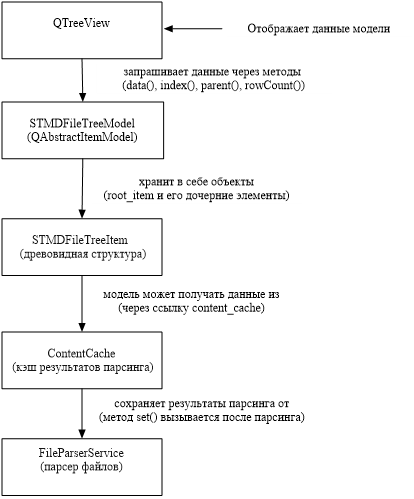 QTreeView
Отображает данные модели
запрашивает данные через методы
(data(), index(), parent(), rowCount())
STMDFileTreeModel
(QAbstractItemModel)
хранит в себе объекты
(root_item и его дочерние элементы)
STMDFileTreeItem
(древовидная структура)
модель может получать данные из
(через ссылку content_cache)
ContentCache
(кэш результатов парсинга)
сохраняет результаты парсинга от
(метод set() вызывается после парсинга)
FileParserService
(парсер файлов)